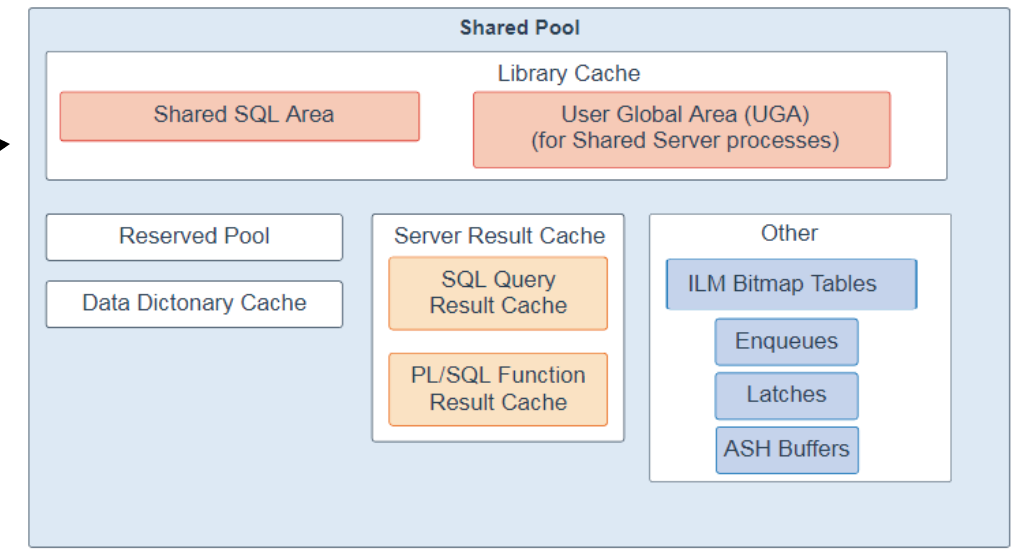 Shared Pool
Library Cache
Shared SQL Area
User Global Area (UGA)
(for Shared Server processes)
Reserved Pool
Data Dictonary Cache
Server Result Cache
SQL Query
Result Cache
PL/SQL Function
Result Cache
Other
ILM Bitmap Tables
Enqueues
Latches
ASH Buffers